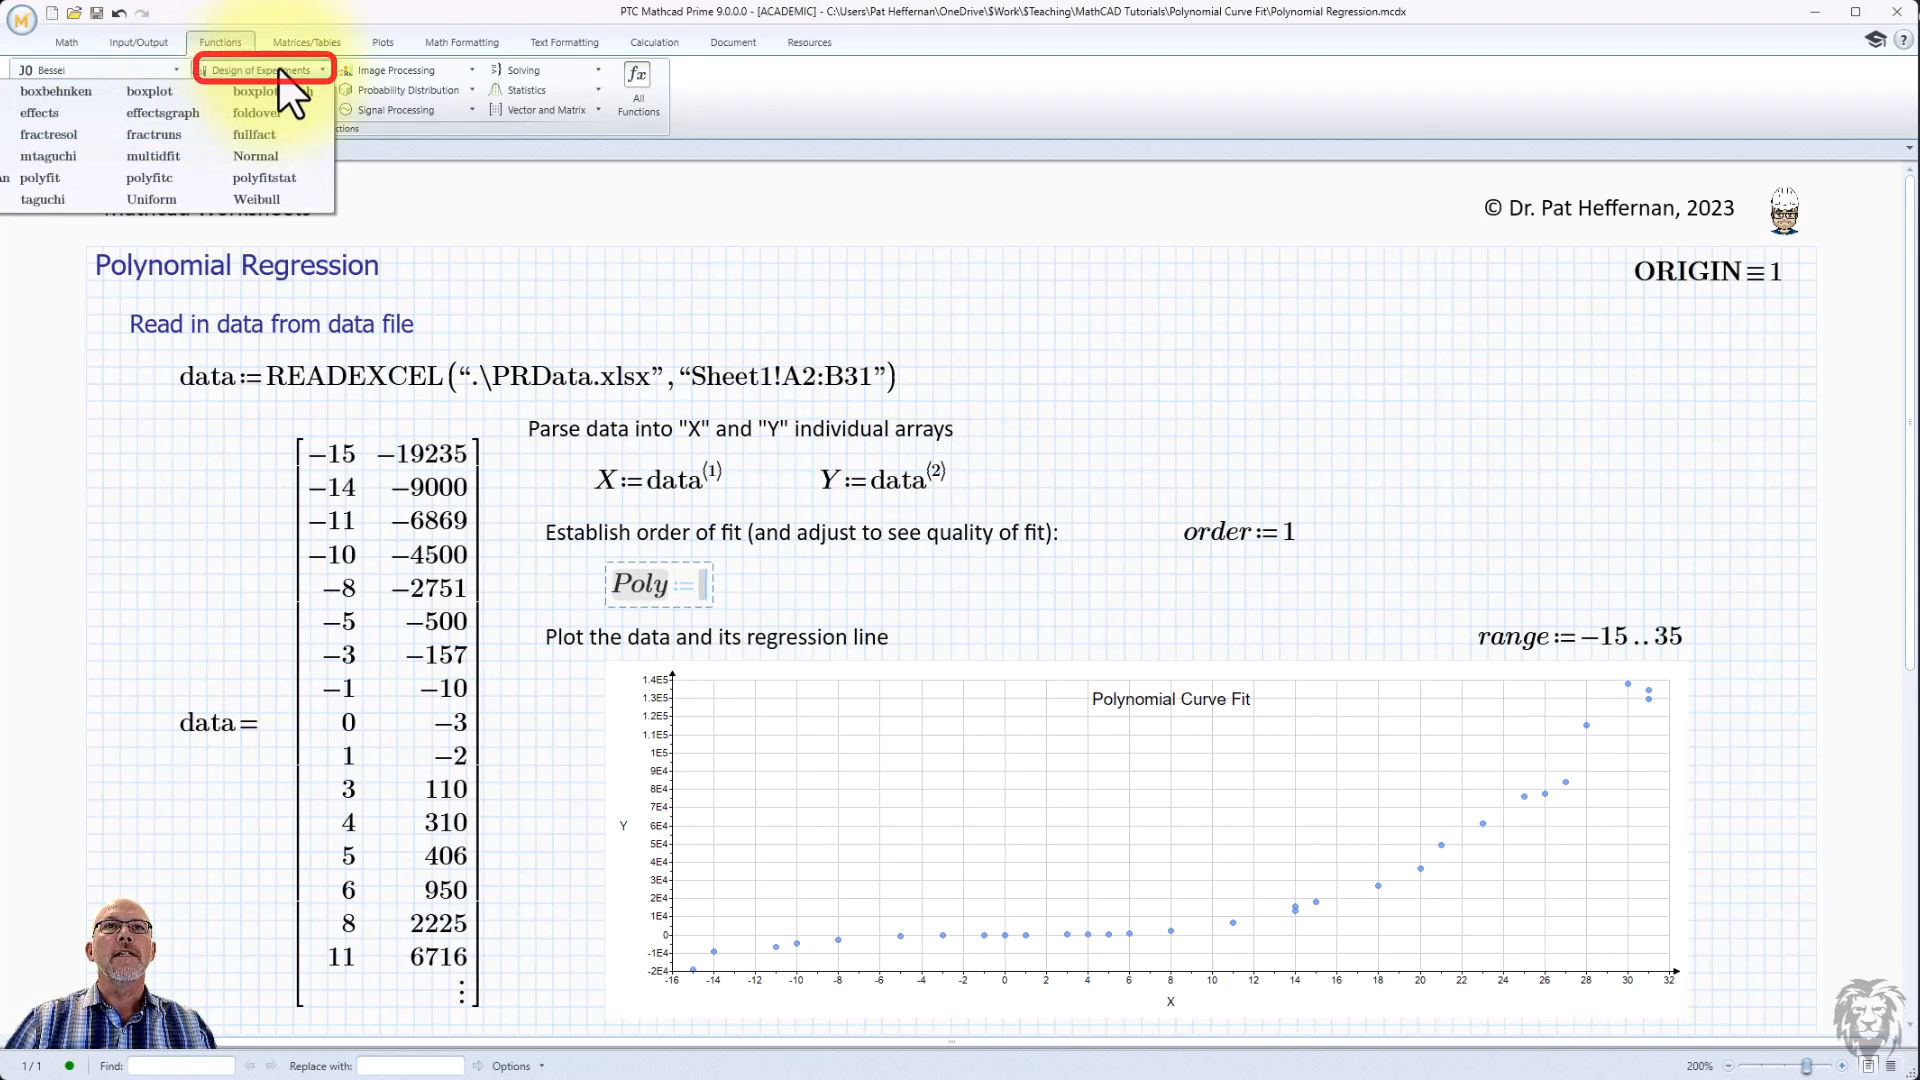 PTC Mathcad Prime 9.0.0.0 - [ACADEMIC] - C:\Users\Pat Heffernan\OneDrive\$Work\$Teaching\MathCAD Tutorials\Polynomial Curve Fit\Polynomial Regression.mcdx
Math Input/Output Functions Matrices/Tables Plots Math Formatting Text Formatting Calculation Document Resources
Bessel Design of Experiments Image Processing Solving
Probability Distribution Statistics
Signal Processing Vector and Matrix
All Functions
boxbehnken boxplot
effects effectsgraph foldover
fractresol fractruns fullfact
mtaguchi multidfit Normal
polyfit polyfitc polyfitstat
taguchi Uniform Weibull
© Dr. Pat Heffernan, 2023
Polynomial Regression
ORIGIN≡1
Read in data from data file
data:=READEXCEL(“.\PRData.xlsx”,“Sheet1!A2:B31”)
Parse data into "X" and "Y" individual arrays
X:=data⟨1⟩ Y:=data⟨2⟩
Establish order of fit (and adjust to see quality of fit): order:=1
Poly:=
Plot the data and its regression line range:=−15..35
data=
−15 −19235
−14 −9000
−11 −6869
−10 −4500
−8 −2751
−5 −500
−3 −157
−1 −10
0 −3
1 −2
3 110
4 310
5 406
6 950
8 2225
11 6716
⋮
Polynomial Curve Fit
1.4E5
1.3E5
1.2E5
1.1E5
1E5
9E4
8E4
7E4
6E4
5E4
4E4
3E4
2E4
1E4
0
-1E4
-2E4
Y
-16 -14 -12 -10 -8 -6 -4 -2 0 2 4 6 8 10 12 14 16 18 20 22 24 26 28 30 32
X
1 / 1 Find: Replace with: Options 200%